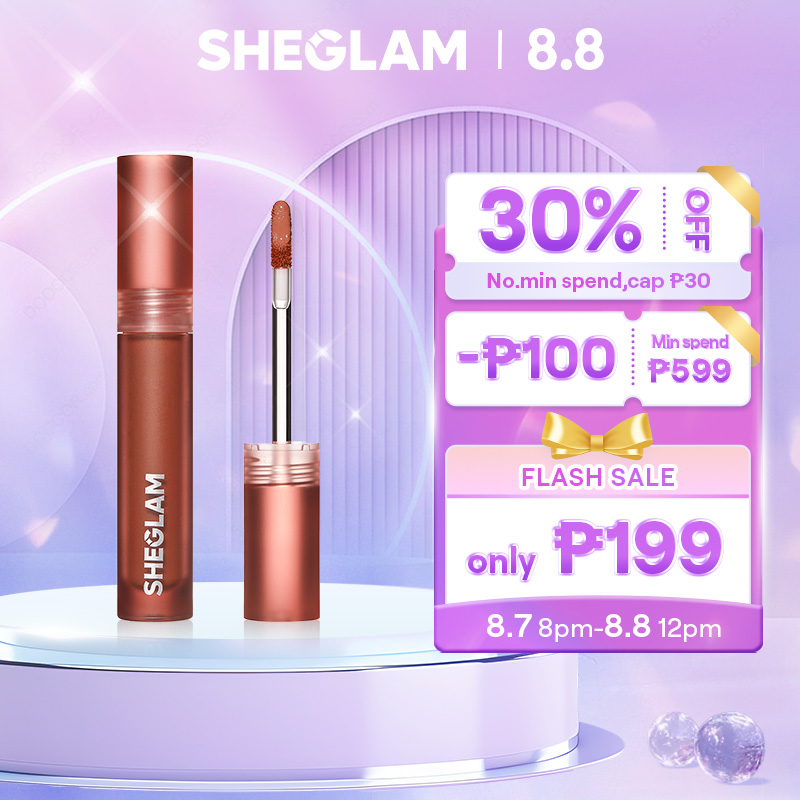 SHEGLAM | 8.8
30% OFF
No.min spend,cap ₱30
-₱100
Min spend
₱599
FLASH SALE
only ₱199
8.7 8pm-8.8 12pm
SHEGLAM